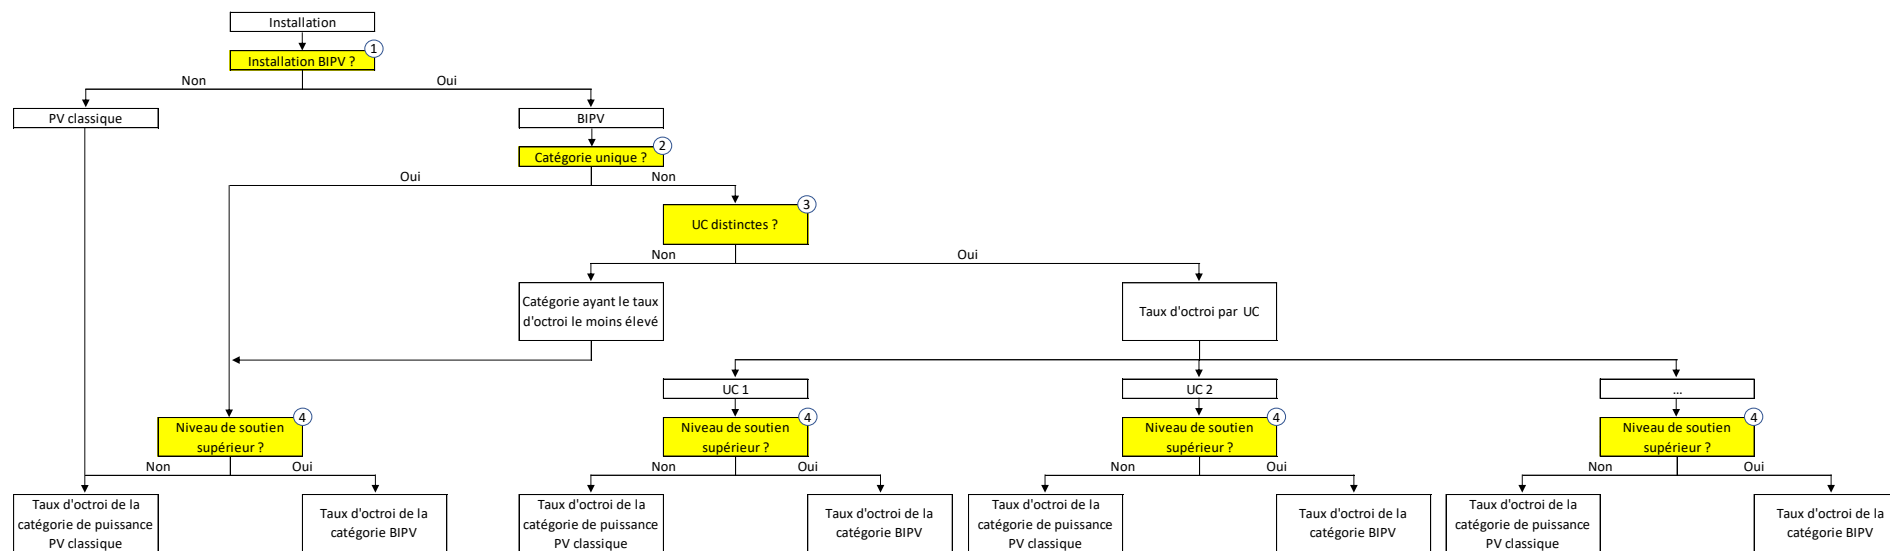 Installation
1
Installation BIPV ?
Non
Oui
PV classique
BIPV
2
Catégorie unique ?
Oui
Non
3
UC distinctes ?
Non
Oui
Catégorie ayant le taux
d'octroi le moins élevé
Taux d'octroi par UC
UC 1
UC 2
...
4
Niveau de soutien
supérieur ?
4
Niveau de soutien
supérieur ?
4
Niveau de soutien
supérieur ?
4
Niveau de soutien
supérieur ?
Non
Oui
Non
Oui
Non
Oui
Non
Oui
Taux d'octroi de la
catégorie de puissance
PV classique
Taux d'octroi de la
catégorie BIPV
Taux d'octroi de la
catégorie de puissance
PV classique
Taux d'octroi de la
catégorie BIPV
Taux d'octroi de la
catégorie de puissance
PV classique
Taux d'octroi de la
catégorie BIPV
Taux d'octroi de la
catégorie de puissance
PV classique
Taux d'octroi de la
catégorie BIPV